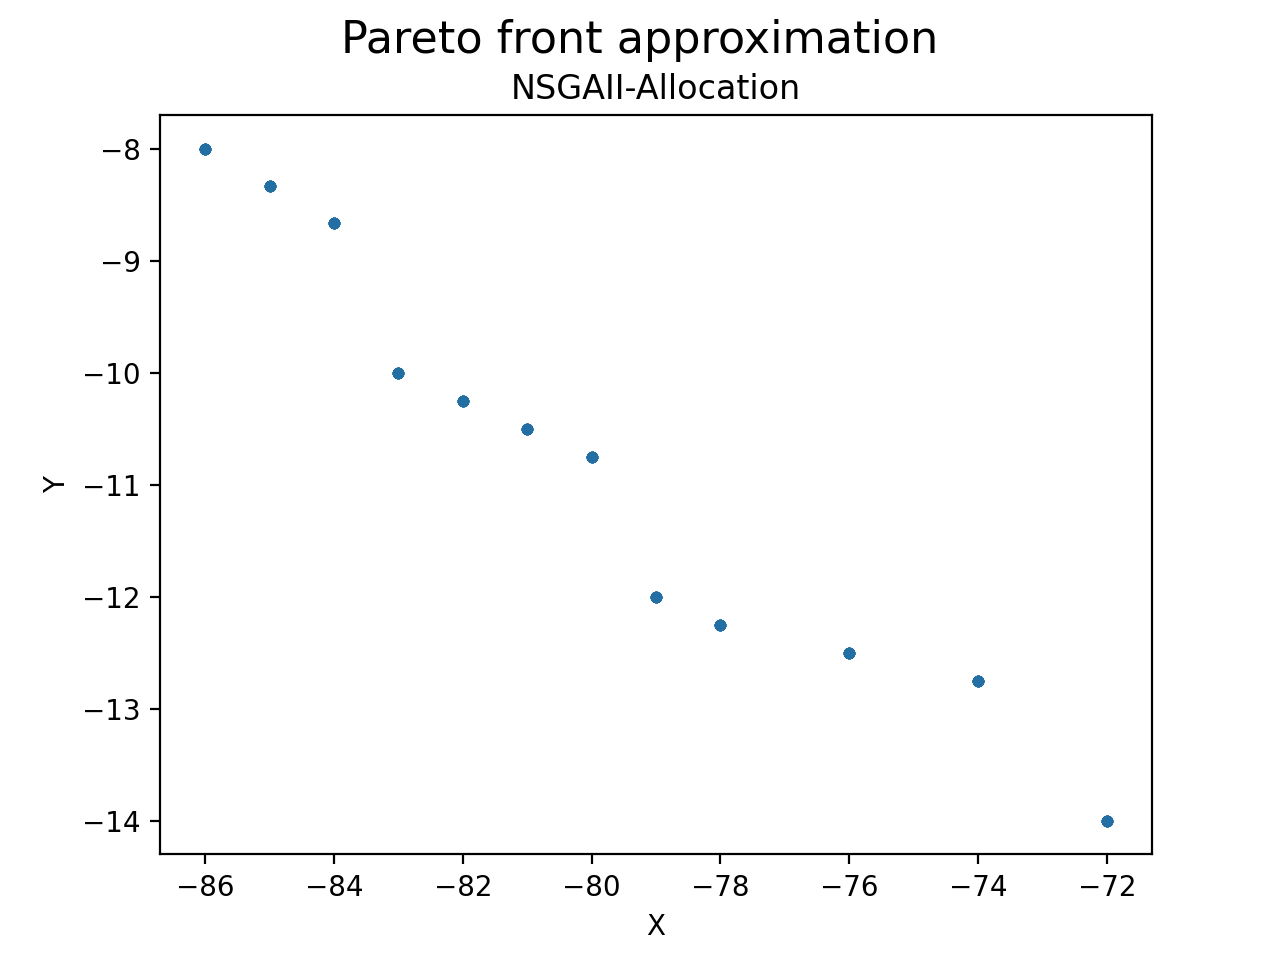 Pareto front approximation
NSGAII-Allocation
−8
−9
−10
−11
−12
−13
−14
Y
−86 −84 −82 −80 −78 −76 −74 −72
X